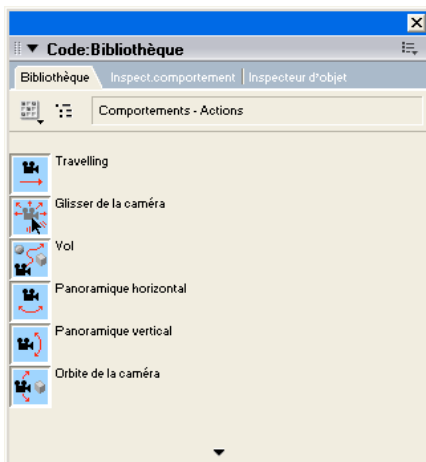 Code:Bibliothèque
Bibliothèque Inspect.comportement Inspecteur d'objet
Comportements - Actions
Travelling
Glisser de la caméra
Vol
Panoramique horizontal
Panoramique vertical
Orbite de la caméra